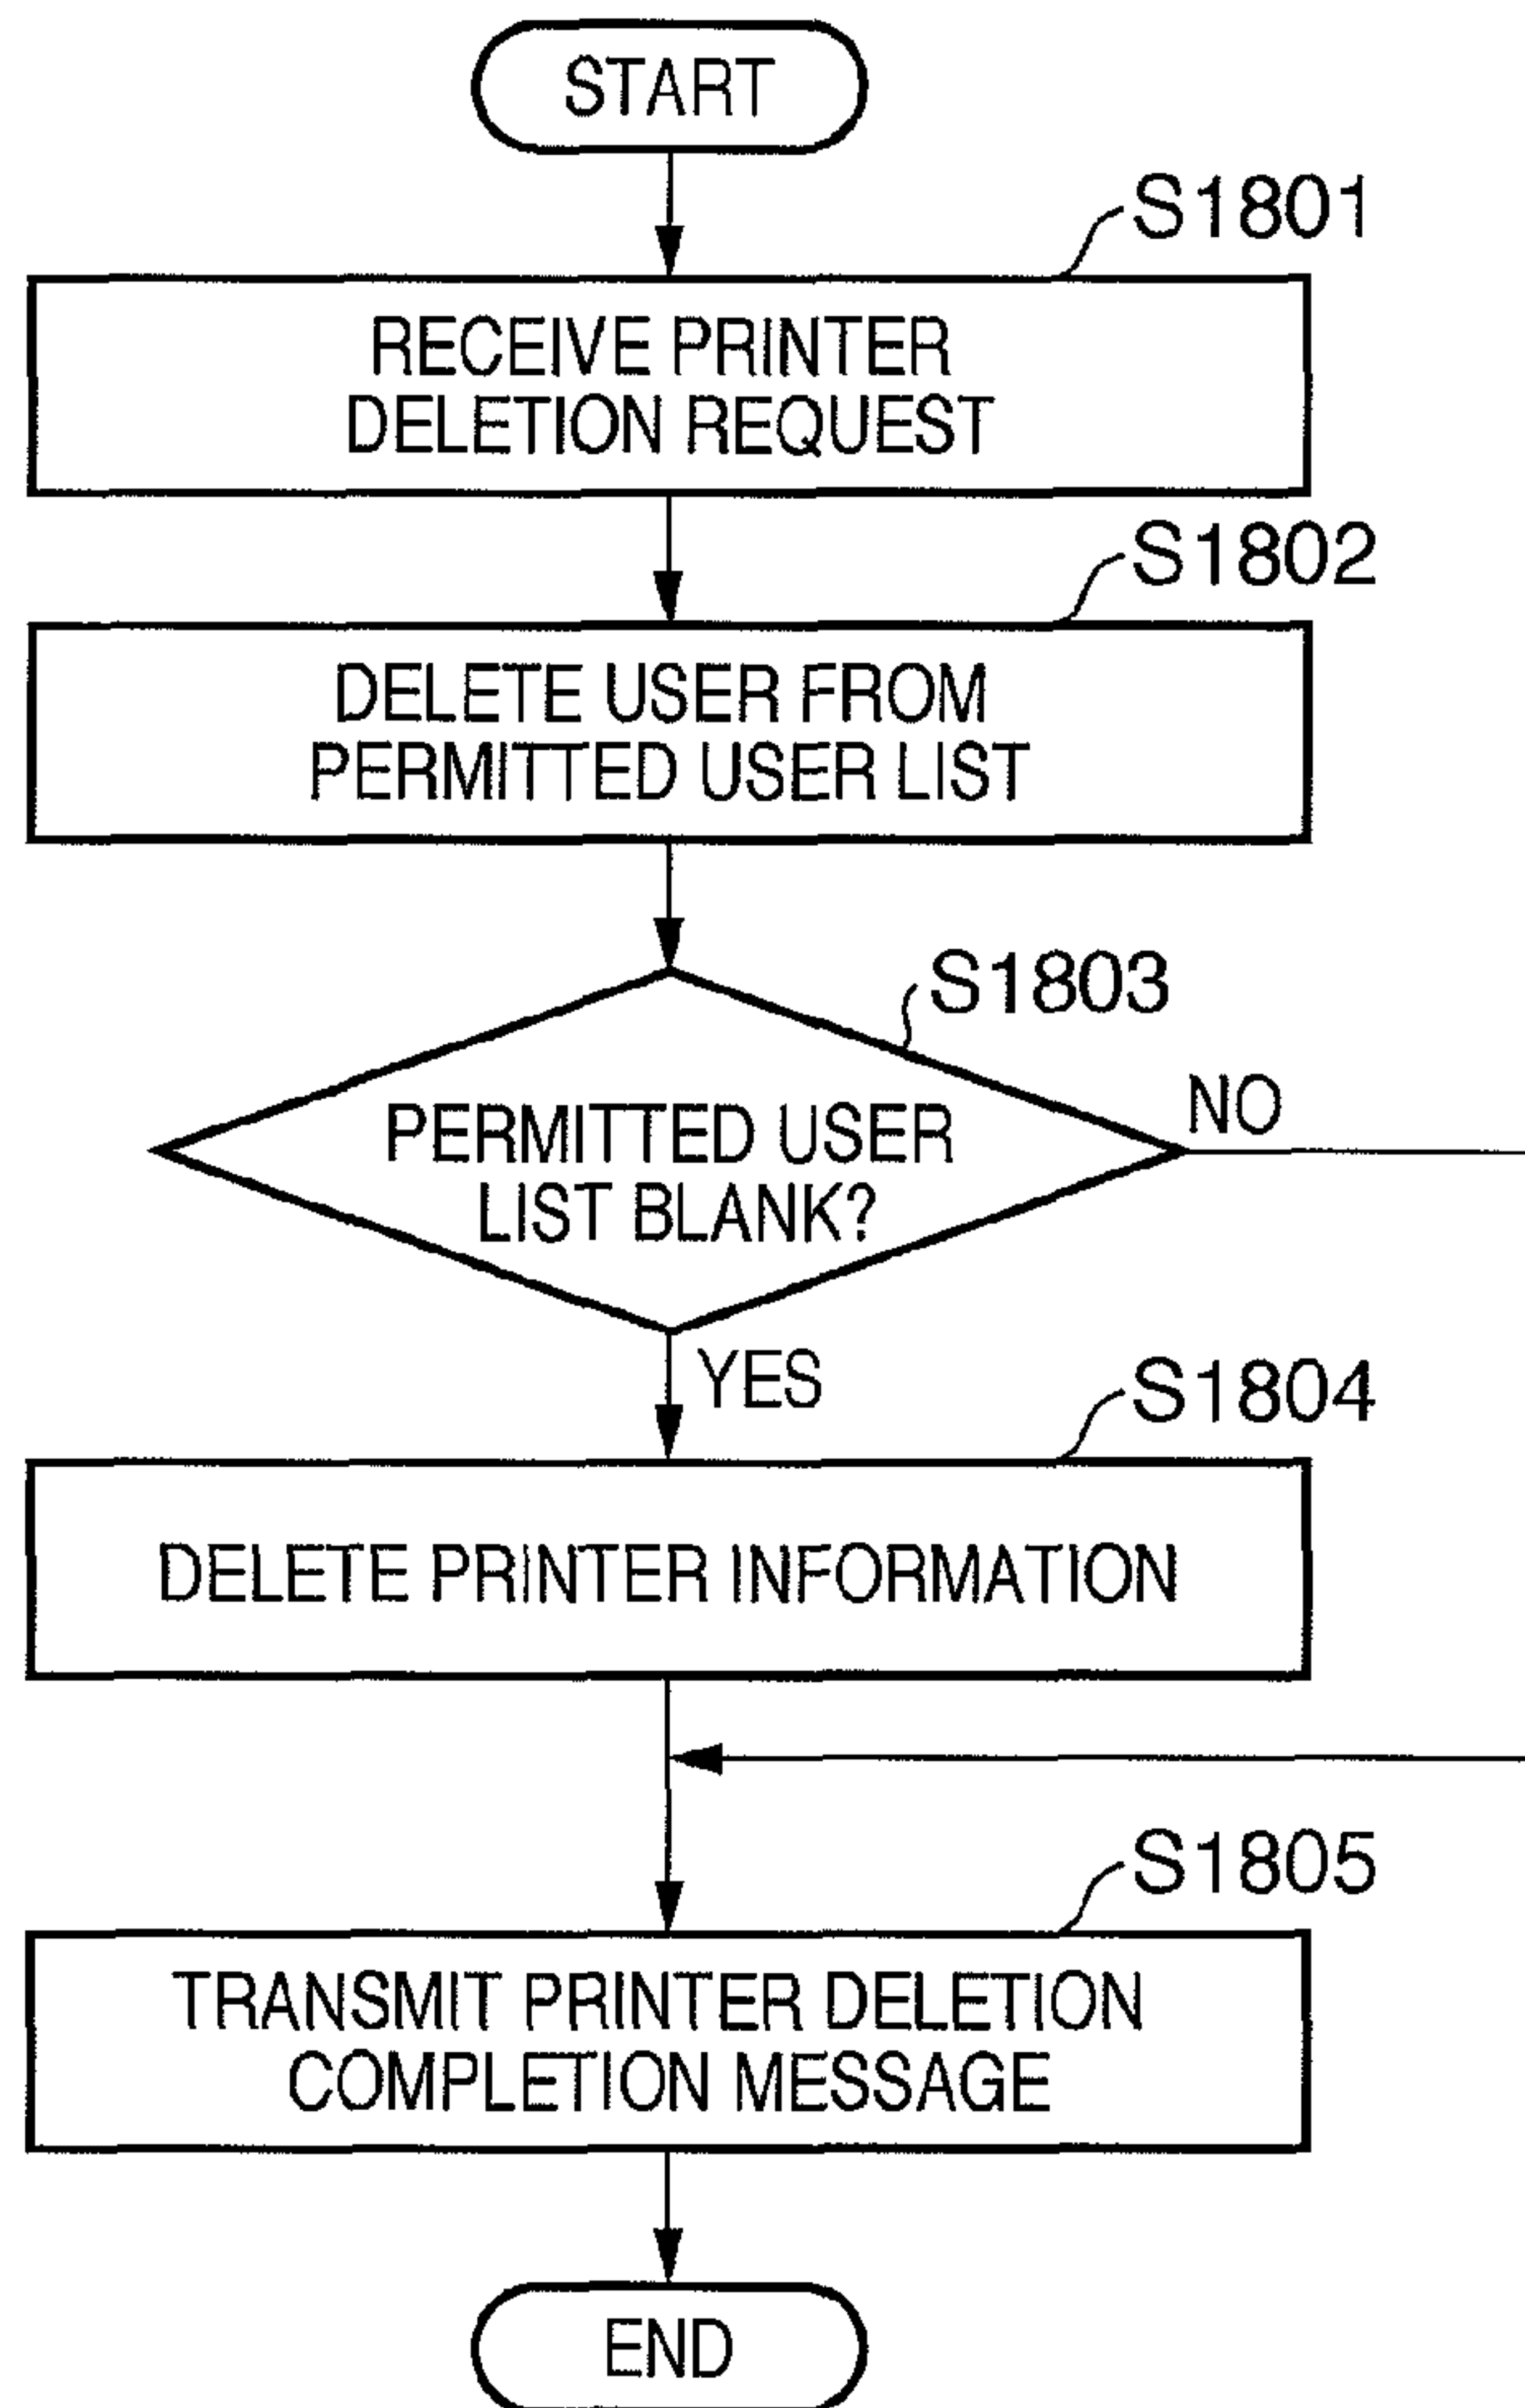 START
S1801
RECEIVE PRINTER
DELETION REQUEST
S1802
DELETE USER FROM
PERMITTED USER LIST
S1803
PERMITTED USER
LIST BLANK?
NO
YES
S1804
DELETE PRINTER INFORMATION
S1805
TRANSMIT PRINTER DELETION
COMPLETION MESSAGE
END